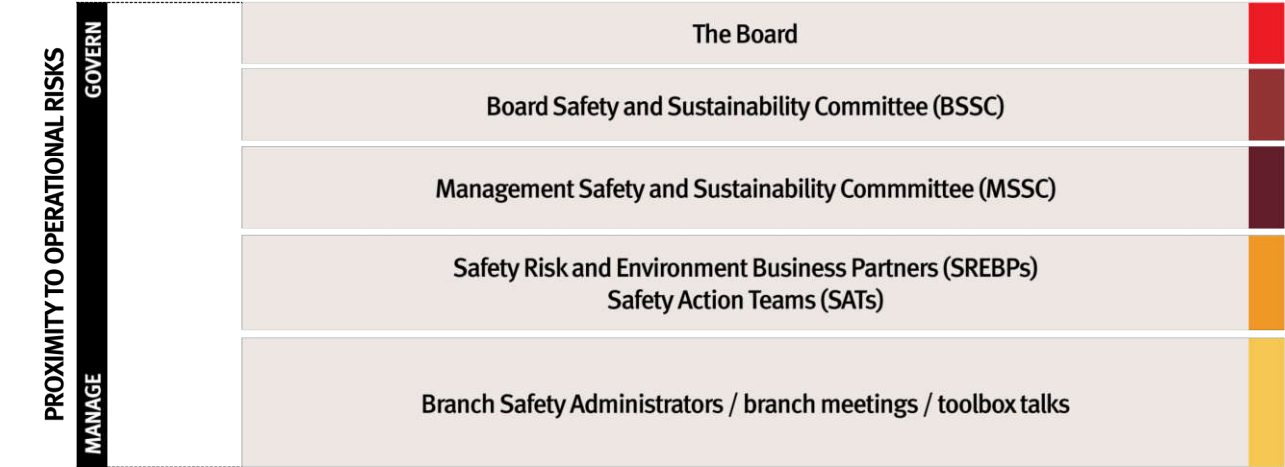 PROXIMITY TO OPERATIONAL RISKS
GOVERN
MANAGE
The Board
Board Safety and Sustainability Committee (BSSC)
Management Safety and Sustainability Commmittee (MSSC)
Safety Risk and Environment Business Partners (SREBPs)
Safety Action Teams (SATs)
Branch Safety Administrators / branch meetings / toolbox talks